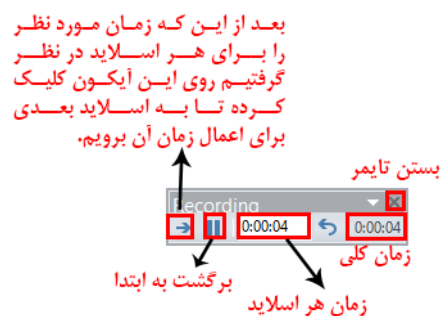 بعد از این که زمان مورد نظر
را برای هر اسلاید در نظر
گرفتیم روی این آیکون کلیک
کرده تا به اسلاید بعدی
برای اعمال زمان آن برویم.
بستن تایمر
Recording
0:00:04
0:00:04
زمان کلی
برگشت به ابتدا
زمان هر اسلاید